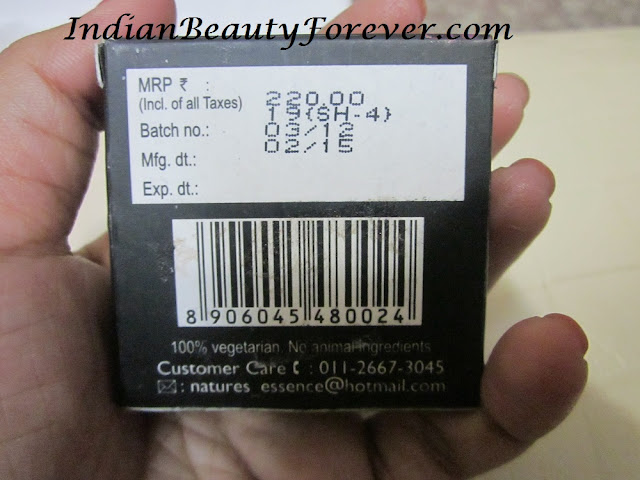 IndianBeautyForever.com
MRP ₹ :
(Incl. of all Taxes)
220.00
19(SH-4)
Batch no.:
03/12
02/15
Mfg. dt.:
Exp. dt.:
8 906045 480024
100% vegetarian. No animal ingredients
Customer Care : 011-2667-3045
: natures_essence@hotmail.com